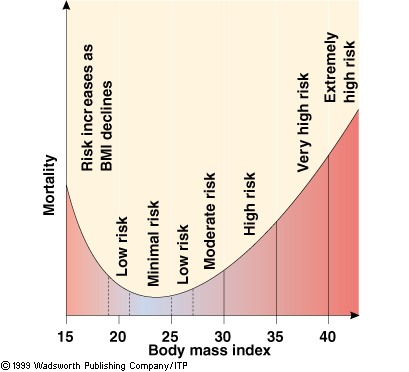 Mortality
Risk increases as
BMI declines
Low risk
Minimal risk
Low risk
Moderate risk
High risk
Very high risk
Extremely
high risk
15 20 25 30 35 40
Body mass index
© 1999 Wadsworth Publishing Company/ITP